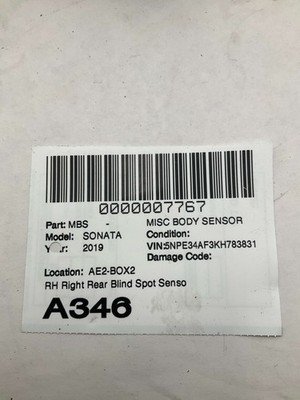 0000007767
Part: MBS - MISC BODY SENSOR
Model: SONATA Condition:
Year: 2019 VIN:5NPE34AF3KH783831
Damage Code:
Location: AE2-BOX2
RH Right Rear Blind Spot Senso
A346